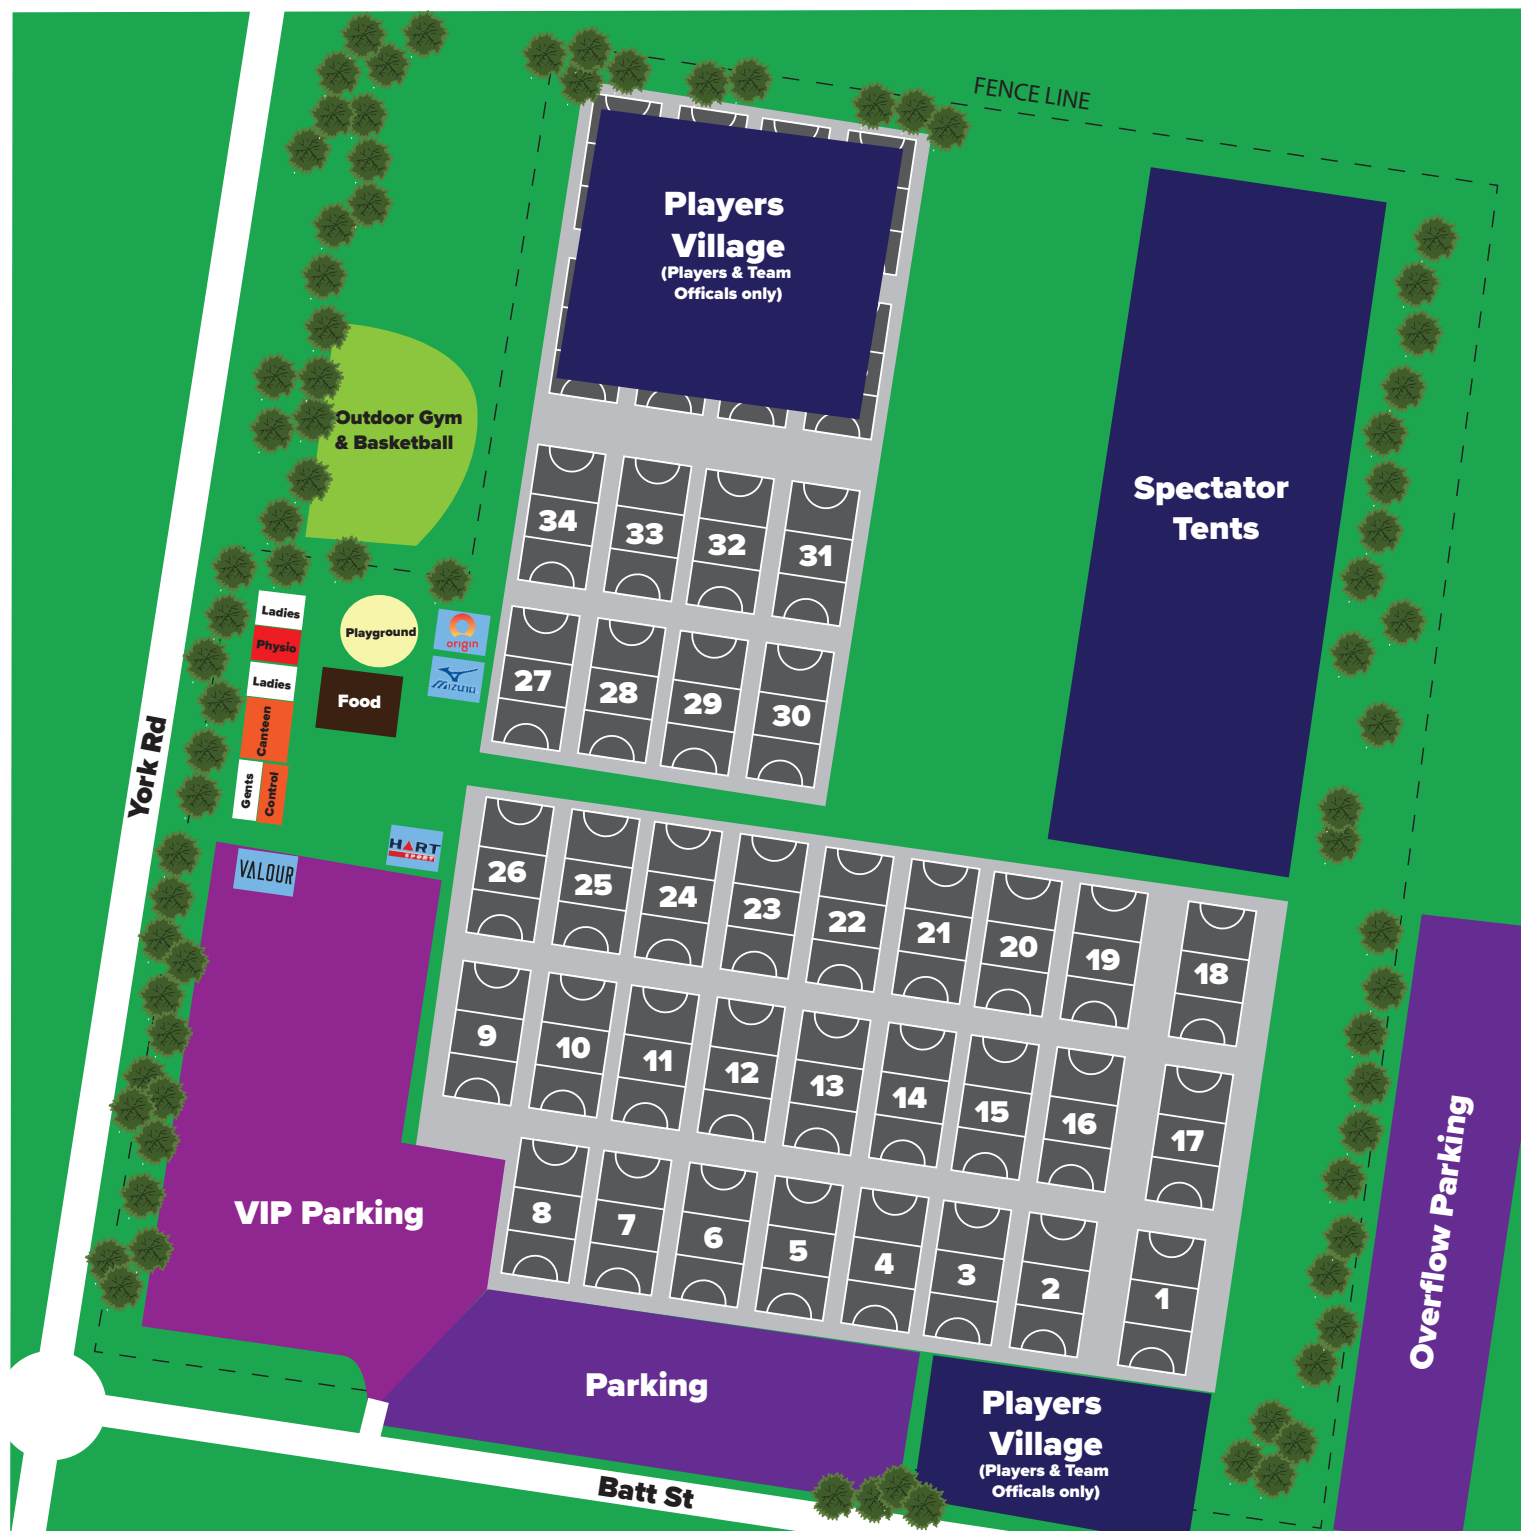 FENCE LINE
Players
Village
(Players & Team
Officals only)
Spectator
Tents
Outdoor Gym
& Basketball
34
33
32
31
27
28
29
30
Ladies
Physio
Ladies
Canteen
Gents
Control
Playground
Food
origin
MIZUNO
York Rd
HART
SPORT
VALOUR
26
25
24
23
22
21
20
19
18
9
10
11
12
13
14
15
16
17
8
7
6
5
4
3
2
1
VIP Parking
Overflow Parking
Parking
Players
Village
(Players & Team
Officals only)
Batt St